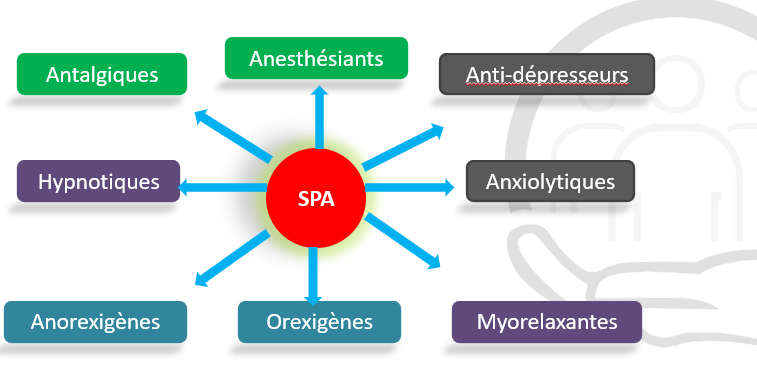 Anesthésiants
Antalgiques
Anti-dépresseurs
Hypnotiques
SPA
Anxiolytiques
Anorexigènes
Orexigènes
Myorelaxantes